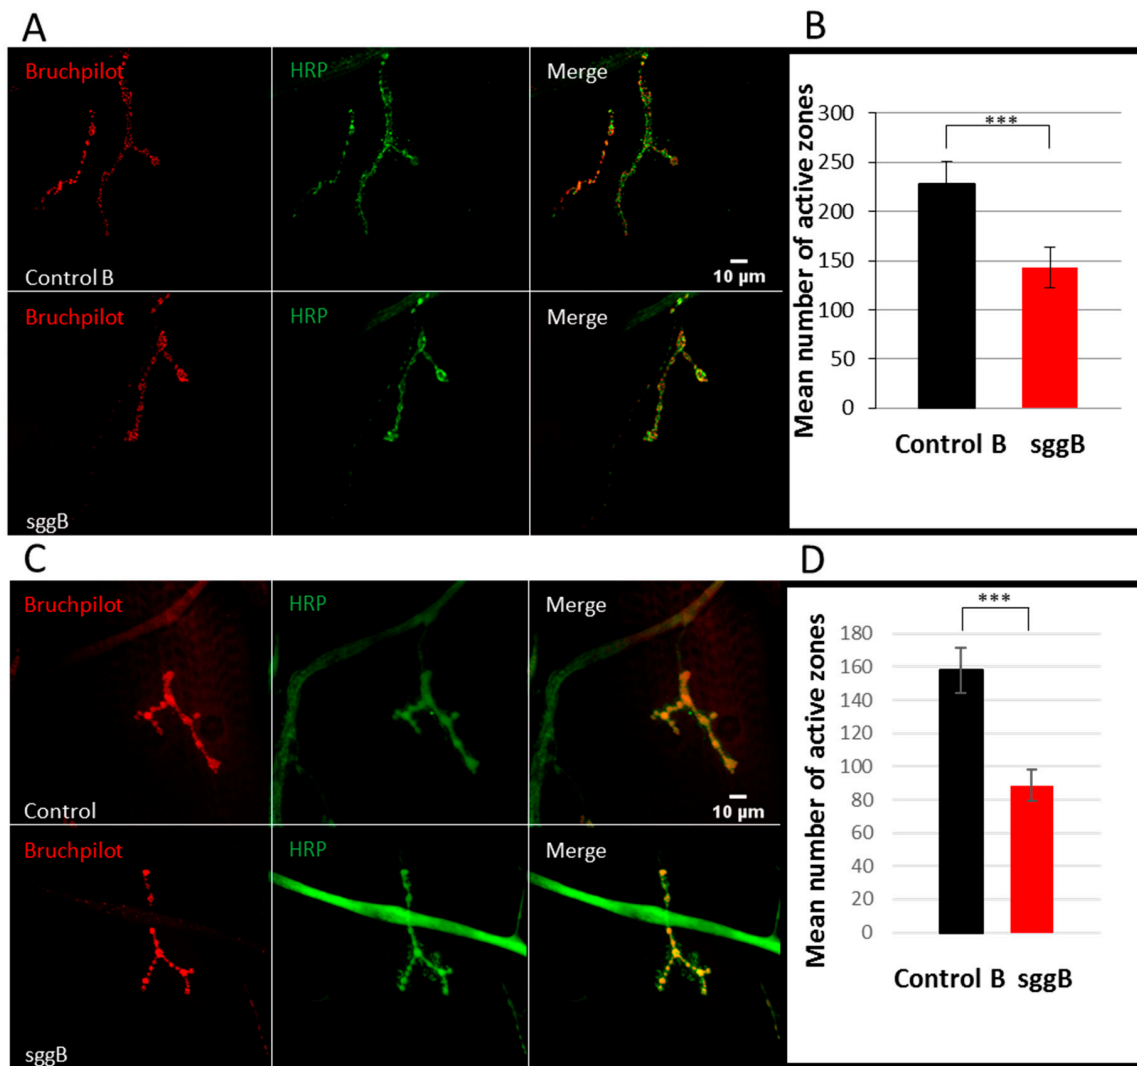 A
Bruchpilot
HRP
Merge
Control B
10 µm
Bruchpilot
HRP
Merge
sggB
B
Mean number of active zones
300
250
200
150
100
50
0
***
Control B
sggB
C
Bruchpilot
HRP
Merge
Control
10 µm
Bruchpilot
HRP
Merge
sggB
D
Mean number of active zones
180
160
140
120
100
80
60
40
20
0
***
Control B
sggB